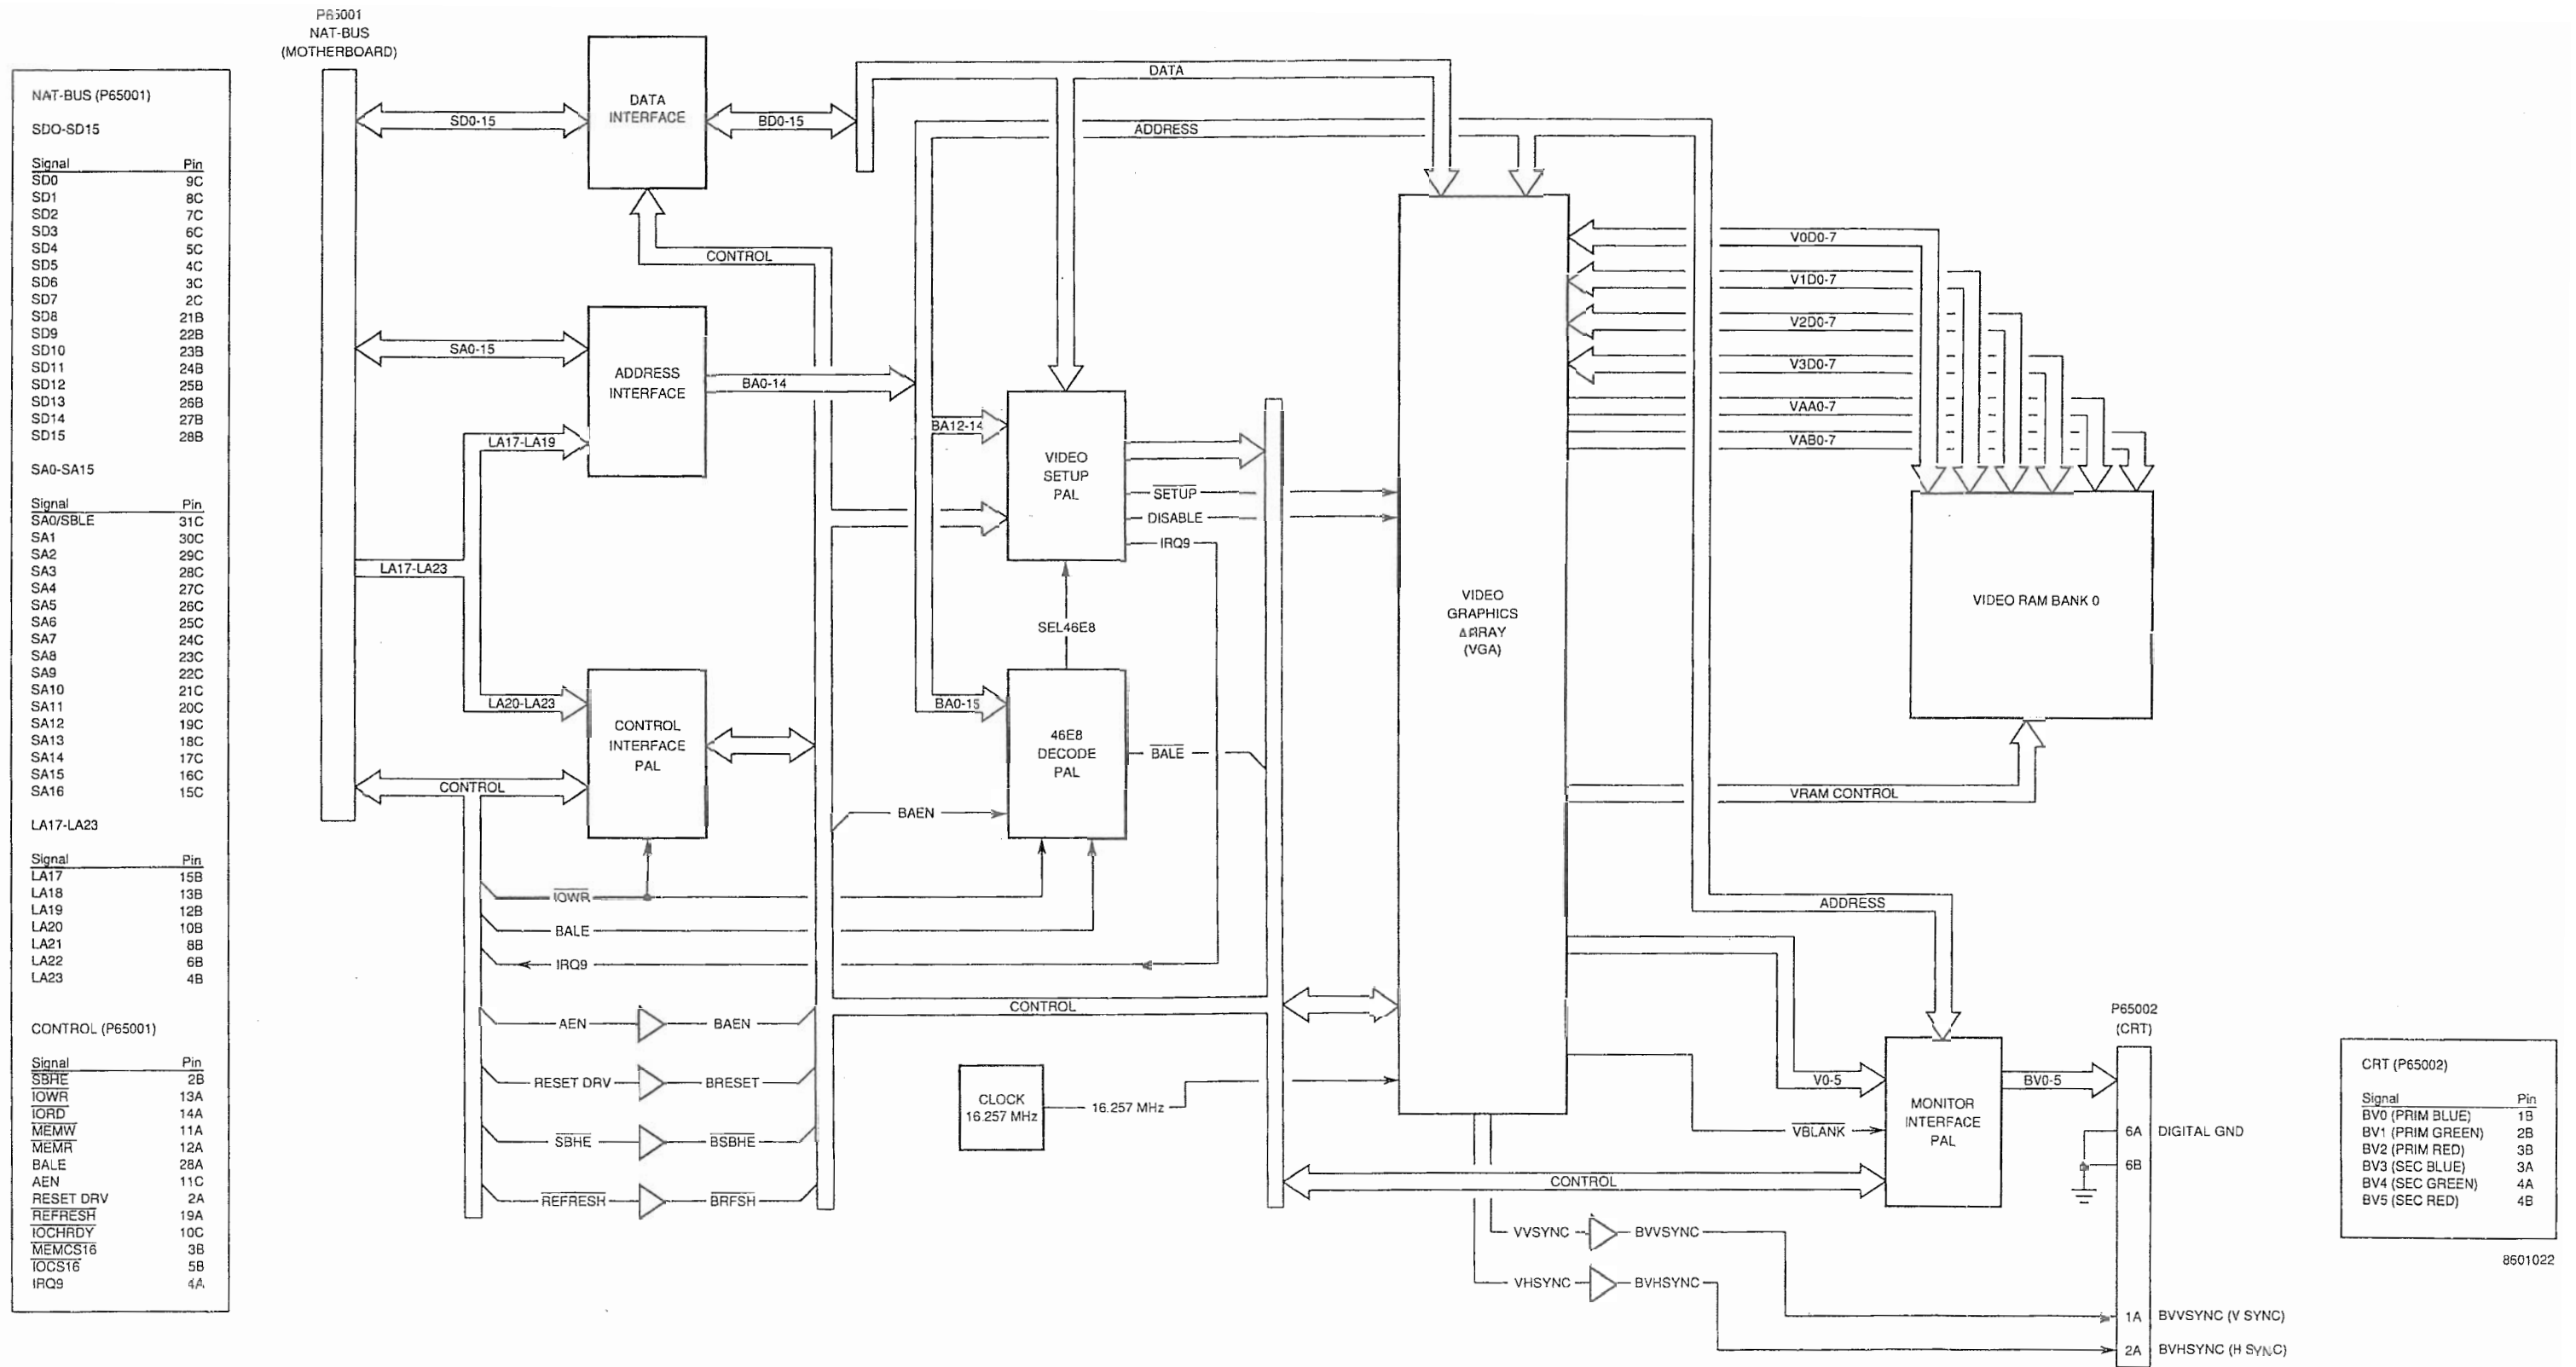 P65001
NAT-BUS
(MOTHERBOARD)
NAT-BUS (P65001)
SDO-SD15
Signal Pin
SD0 9C
SD1 8C
SD2 7C
SD3 6C
SD4 5C
SD5 4C
SD6 3C
SD7 2C
SD8 21B
SD9 22B
SD10 23B
SD11 24B
SD12 25B
SD13 26B
SD14 27B
SD15 28B
SA0-SA15
Signal Pin
SA0/SBLE 31C
SA1 30C
SA2 29C
SA3 28C
SA4 27C
SA5 26C
SA6 25C
SA7 24C
SA8 23C
SA9 22C
SA10 21C
SA11 20C
SA12 19C
SA13 18C
SA14 17C
SA15 16C
SA16 15C
LA17-LA23
Signal Pin
LA17 15B
LA18 13B
LA19 12B
LA20 10B
LA21 8B
LA22 6B
LA23 4B
CONTROL (P65001)
Signal Pin
SBHE 2B
IOWR 13A
IORD 14A
MEMW 11A
MEMR 12A
BALE 28A
AEN 11C
RESET DRV 2A
REFRESH 19A
IOCHRDY 10C
MEMCS16 3B
IOCS16 5B
IRQ9 4A
SD0-15
DATA
INTERFACE
BD0-15
DATA
ADDRESS
CONTROL
SA0-15
ADDRESS
INTERFACE
BA0-14
LA17-LA19
LA17-LA23
LA20-LA23
CONTROL
INTERFACE
PAL
CONTROL
BA12-14
VIDEO
SETUP
PAL
SETUP
DISABLE
IRQ9
SEL46E8
BA0-15
46E8
DECODE
PAL
BALE
BAEN
IOWR
BALE
IRQ9
AEN
BAEN
RESET DRV
BRESET
SBHE
BSBHE
REFRESH
BRFSH
CONTROL
CLOCK
16.257 MHz
16.257 MHz
VIDEO
GRAPHICS
ARRAY
(VGA)
V0D0-7
V1D0-7
V2D0-7
V3D0-7
VAA0-7
VAB0-7
VIDEO RAM BANK 0
VRAM CONTROL
ADDRESS
V0-5
VBLANK
MONITOR
INTERFACE
PAL
BV0-5
CONTROL
VVSYNC
BVVSYNC
VHSYNC
BVHSYNC
P65002
(CRT)
6A DIGITAL GND
6B
1A BVVSYNC (V SYNC)
2A BVHSYNC (H SYNC)
CRT (P65002)
Signal Pin
BV0 (PRIM BLUE) 1B
BV1 (PRIM GREEN) 2B
BV2 (PRIM RED) 3B
BV3 (SEC BLUE) 3A
BV4 (SEC GREEN) 4A
BV5 (SEC RED) 4B
8601022